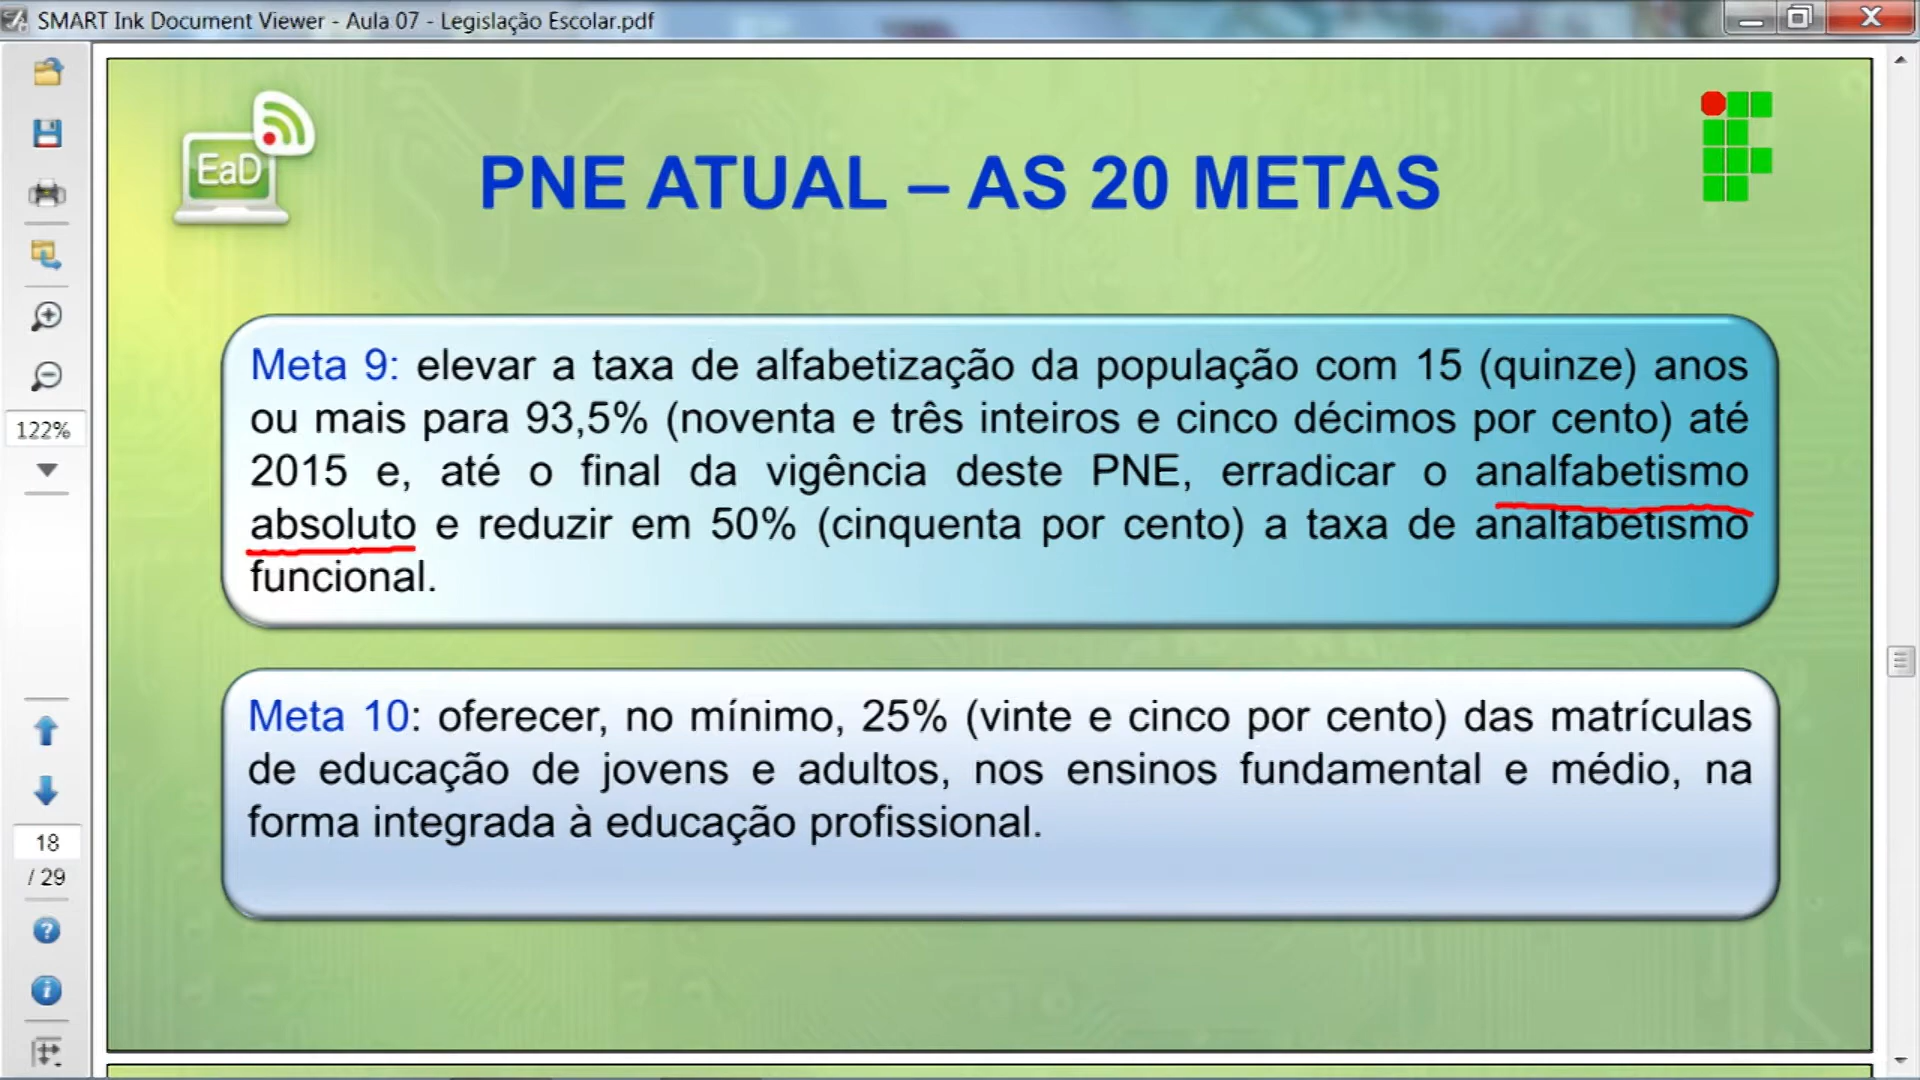 SMART Ink Document Viewer - Aula 07 - Legislação Escolar.pdf
EaD
PNE ATUAL – AS 20 METAS
122%
Meta 9: elevar a taxa de alfabetização da população com 15 (quinze) anos
ou mais para 93,5% (noventa e três inteiros e cinco décimos por cento) até
2015 e, até o final da vigência deste PNE, erradicar o analfabetismo
absoluto e reduzir em 50% (cinquenta por cento) a taxa de analfabetismo
funcional.
Meta 10: oferecer, no mínimo, 25% (vinte e cinco por cento) das matrículas
de educação de jovens e adultos, nos ensinos fundamental e médio, na
forma integrada à educação profissional.
18
/ 29